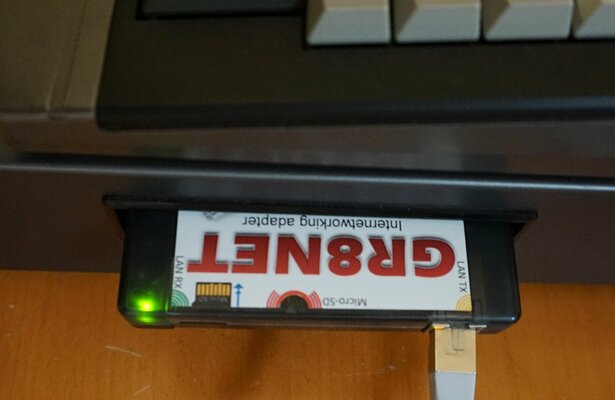 Micro-SD
LAN RX
LAN TX
GR8NET
Internetworking adapter